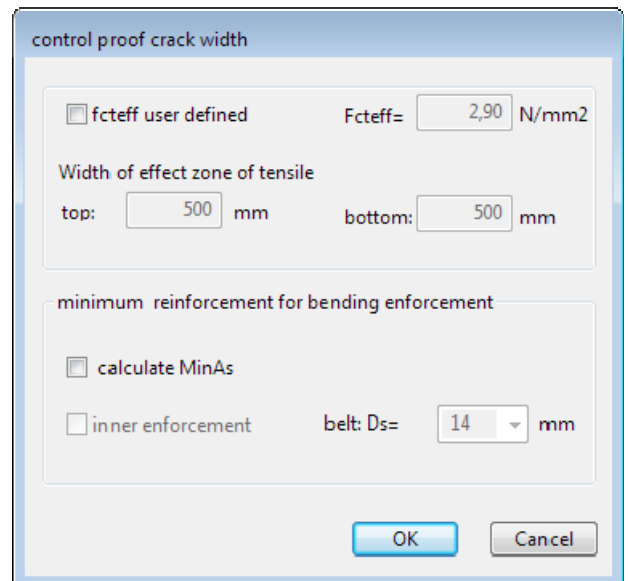 control proof crack width
fcteff user defined Fcteff= 2,90 N/mm2
Width of effect zone of tensile
top: 500 mm bottom: 500 mm
minimum reinforcement for bending enforcement
calculate MinAs
inner enforcement belt: Ds= 14 mm
OK Cancel